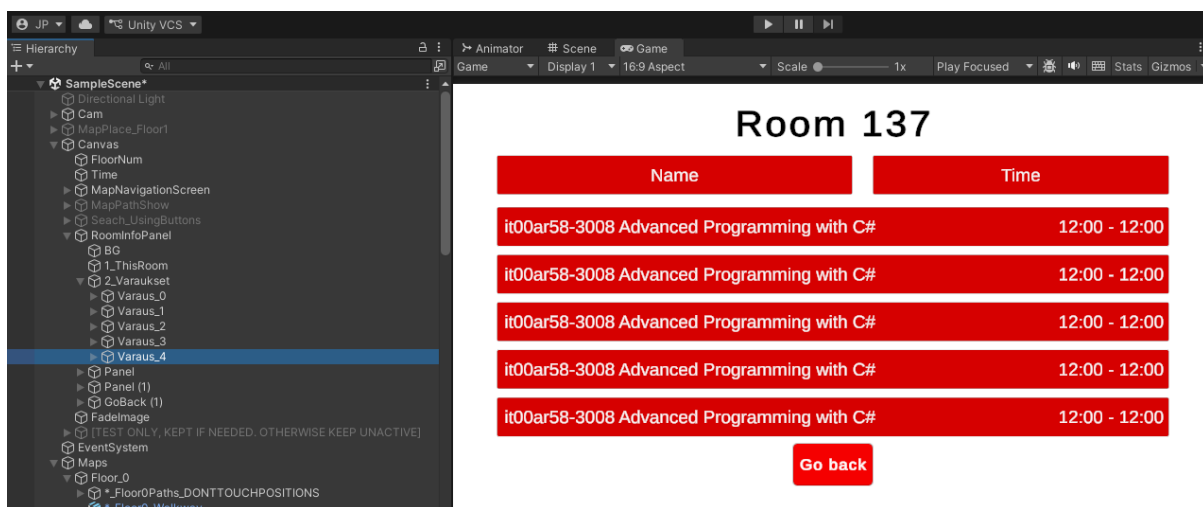 JP Unity VCS
Hierarchy
All
SampleScene*
Directional Light
Cam
MapPlace_Floor1
Canvas
FloorNum
Time
MapNavigationScreen
MapPathShow
Seach_UsingButtons
RoomInfoPanel
BG
1_ThisRoom
2_Varaukset
Varaus_0
Varaus_1
Varaus_2
Varaus_3
Varaus_4
Panel
Panel (1)
GoBack (1)
FadeImage
[TEST ONLY, KEPT IF NEEDED. OTHERWISE KEEP UNACTIVE]
EventSystem
Maps
Floor_0
*_Floor0Paths_DONTTOUCHPOSITIONS
*_Floor0_Walkway
Animator # Scene Game
Game Display 1 16:9 Aspect Scale 1x Play Focused Stats Gizmos
Room 137
Name Time
it00ar58-3008 Advanced Programming with C# 12:00 - 12:00
it00ar58-3008 Advanced Programming with C# 12:00 - 12:00
it00ar58-3008 Advanced Programming with C# 12:00 - 12:00
it00ar58-3008 Advanced Programming with C# 12:00 - 12:00
it00ar58-3008 Advanced Programming with C# 12:00 - 12:00
Go back